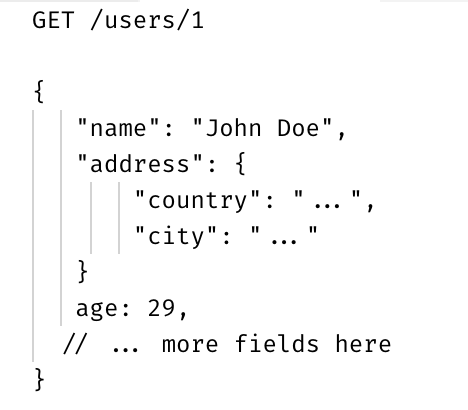 GET /users/1
{
"name": "John Doe",
"address": {
"country": "...",
"city": "..."
}
age: 29,
// ... more fields here
}